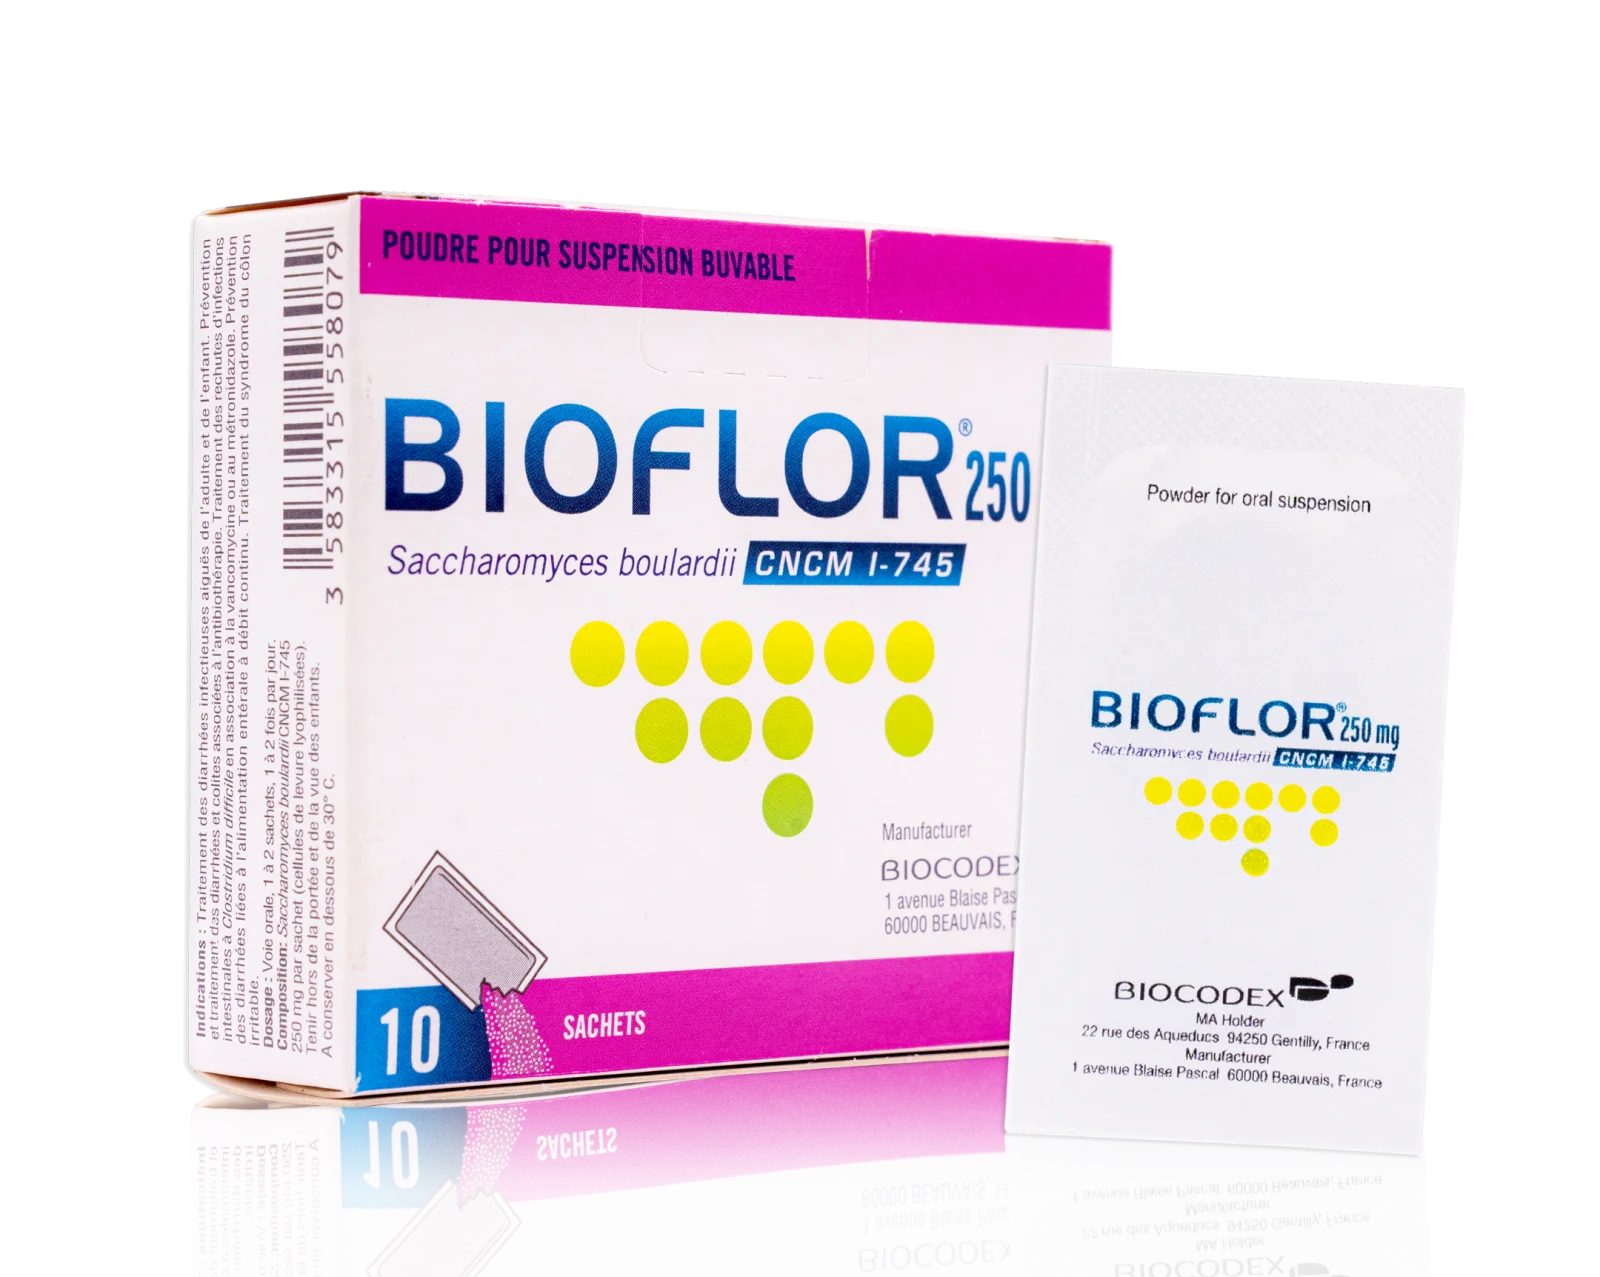 Indications : Traitement des diarrhées infectieuses aiguës de l'adulte et de l'enfant. Prévention
et traitement des diarrhées et colites associées à l'antibiothérapie. Traitement des rechutes d'infections
intestinales à Clostridium difficile en association à la vancomycine ou au métronidazole. Prévention
des diarrhées liées à l'alimentation entérale à débit continu. Traitement du syndrome du côlon
irritable.
Dosage : Voie orale, 1 à 2 sachets, 1 à 2 fois par jour.
Composition: Saccharomyces boulardii CNCM I-745
250 mg par sachet (cellules de levure lyophilisées).
Tenir hors de la portée et de la vue des enfants.
A conserver en dessous de 30° C.
3 583315 558079
POUDRE POUR SUSPENSION BUVABLE
BIOFLOR® 250
Saccharomyces boulardii CNCM I-745
Manufacturer
BIOCODEX
1 avenue Blaise Pas
60000 BEAUVAIS, F
10 SACHETS
Powder for oral suspension
BIOFLOR® 250 mg
Saccharomyces boulardii CNCM I-745
BIOCODEX
MA Holder
22 rue des Aqueducs 94250 Gentilly, France
Manufacturer
1 avenue Blaise Pascal 60000 Beauvais, France